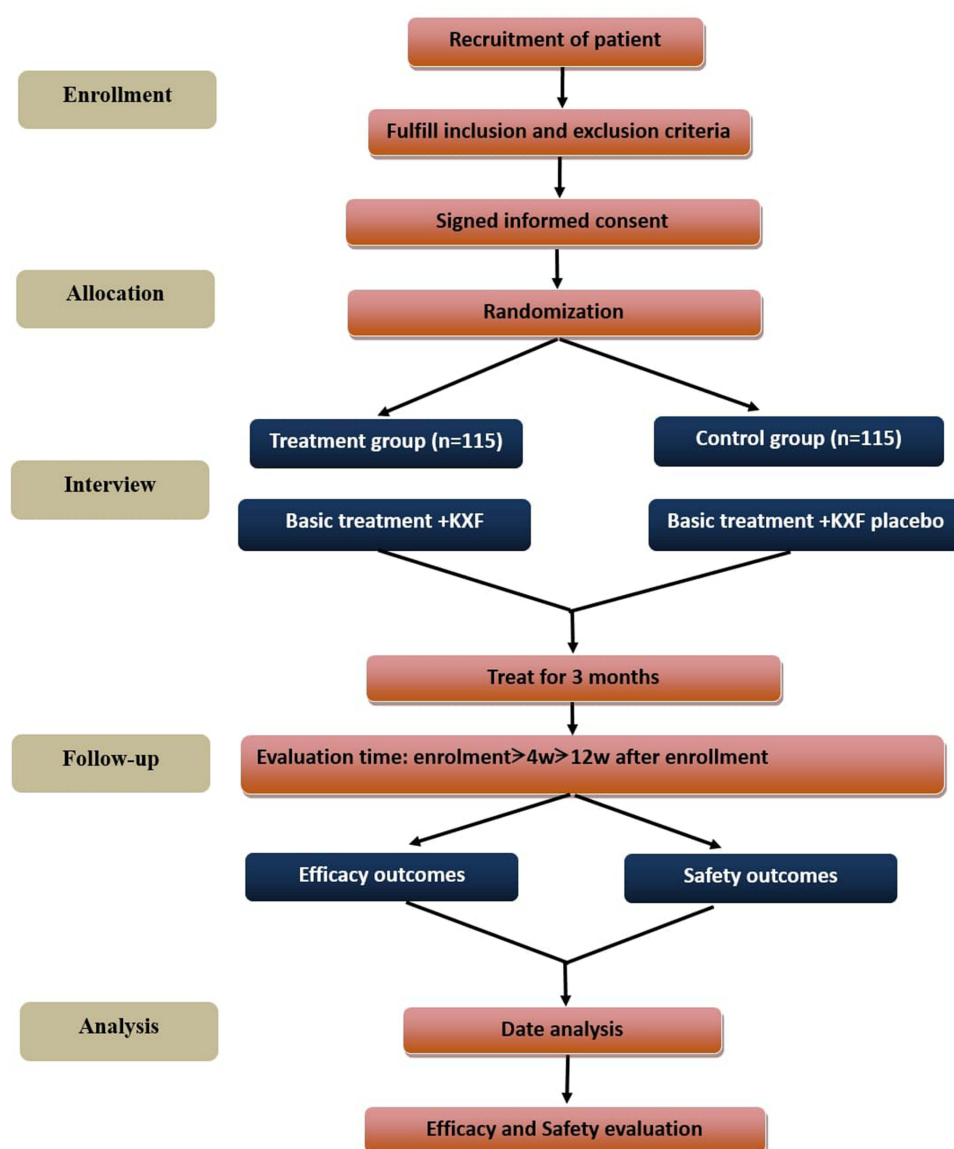 Recruitment of patient
Enrollment
Fulfill inclusion and exclusion criteria
Signed informed consent
Allocation
Randomization
Treatment group (n=115)
Control group (n=115)
Interview
Basic treatment +KXF
Basic treatment +KXF placebo
Treat for 3 months
Follow-up
Evaluation time: enrolment⩾4w⩾12w after enrollment
Efficacy outcomes
Safety outcomes
Analysis
Date analysis
Efficacy and Safety evaluation